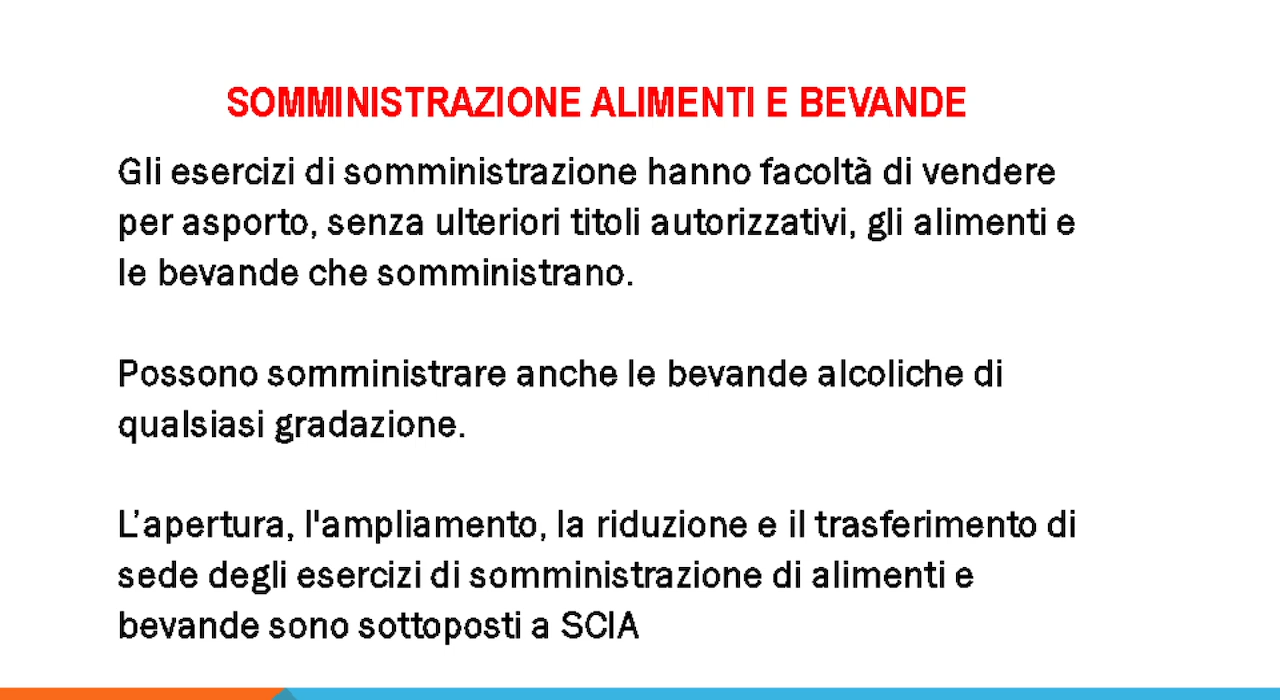 SOMMINISTRAZIONE ALIMENTI E BEVANDE
Gli esercizi di somministrazione hanno facoltà di vendere
per asporto, senza ulteriori titoli autorizzativi, gli alimenti e
le bevande che somministrano.
Possono somministrare anche le bevande alcoliche di
qualsiasi gradazione.
L’apertura, l'ampliamento, la riduzione e il trasferimento di
sede degli esercizi di somministrazione di alimenti e
bevande sono sottoposti a SCIA